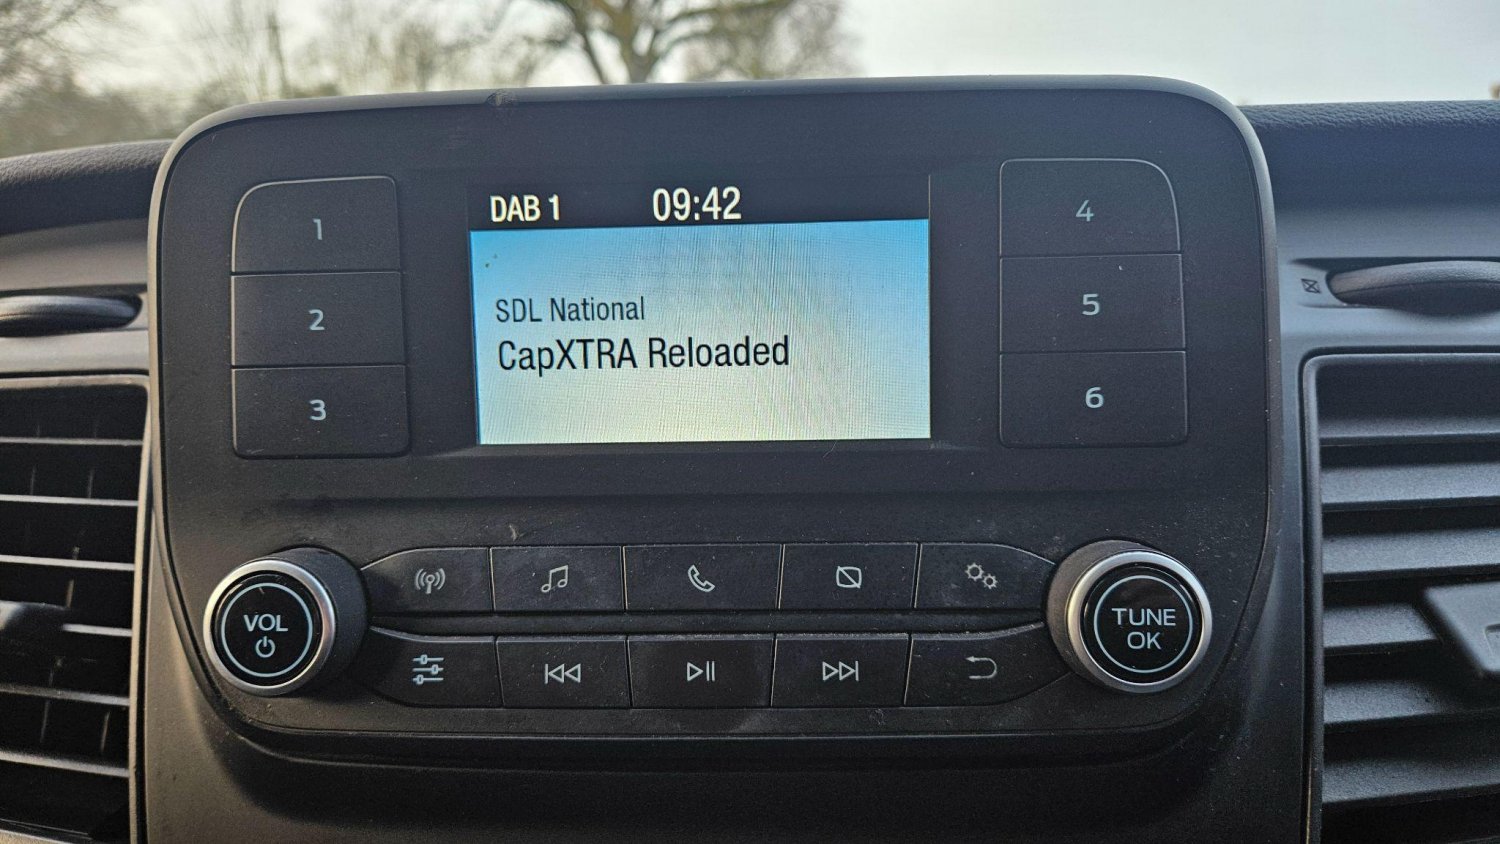 DAB 1 09:42
SDL National
CapXTRA Reloaded
1
2
3
4
5
6
VOL
TUNE
OK